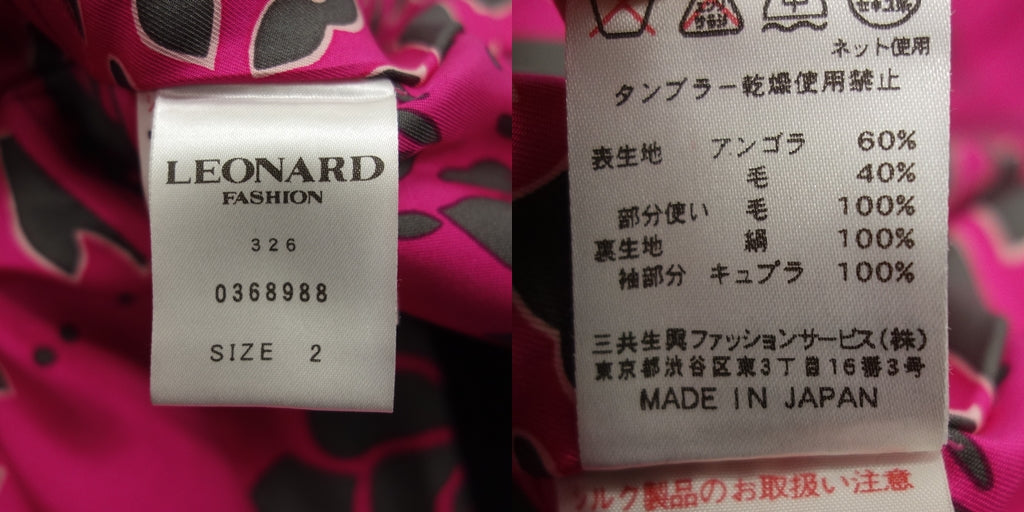 LEONARD
FASHION
326
0368988
SIZE 2
ネット使用
タンブラー乾燥使用禁止
表生地 アンゴラ 60%
毛 40%
部分使い 毛 100%
裏生地 絹 100%
袖部分 キュプラ 100%
三共生興ファッションサービス(株)
東京都渋谷区東3丁目16番3号
MADE IN JAPAN
シルク製品のお取扱い注意